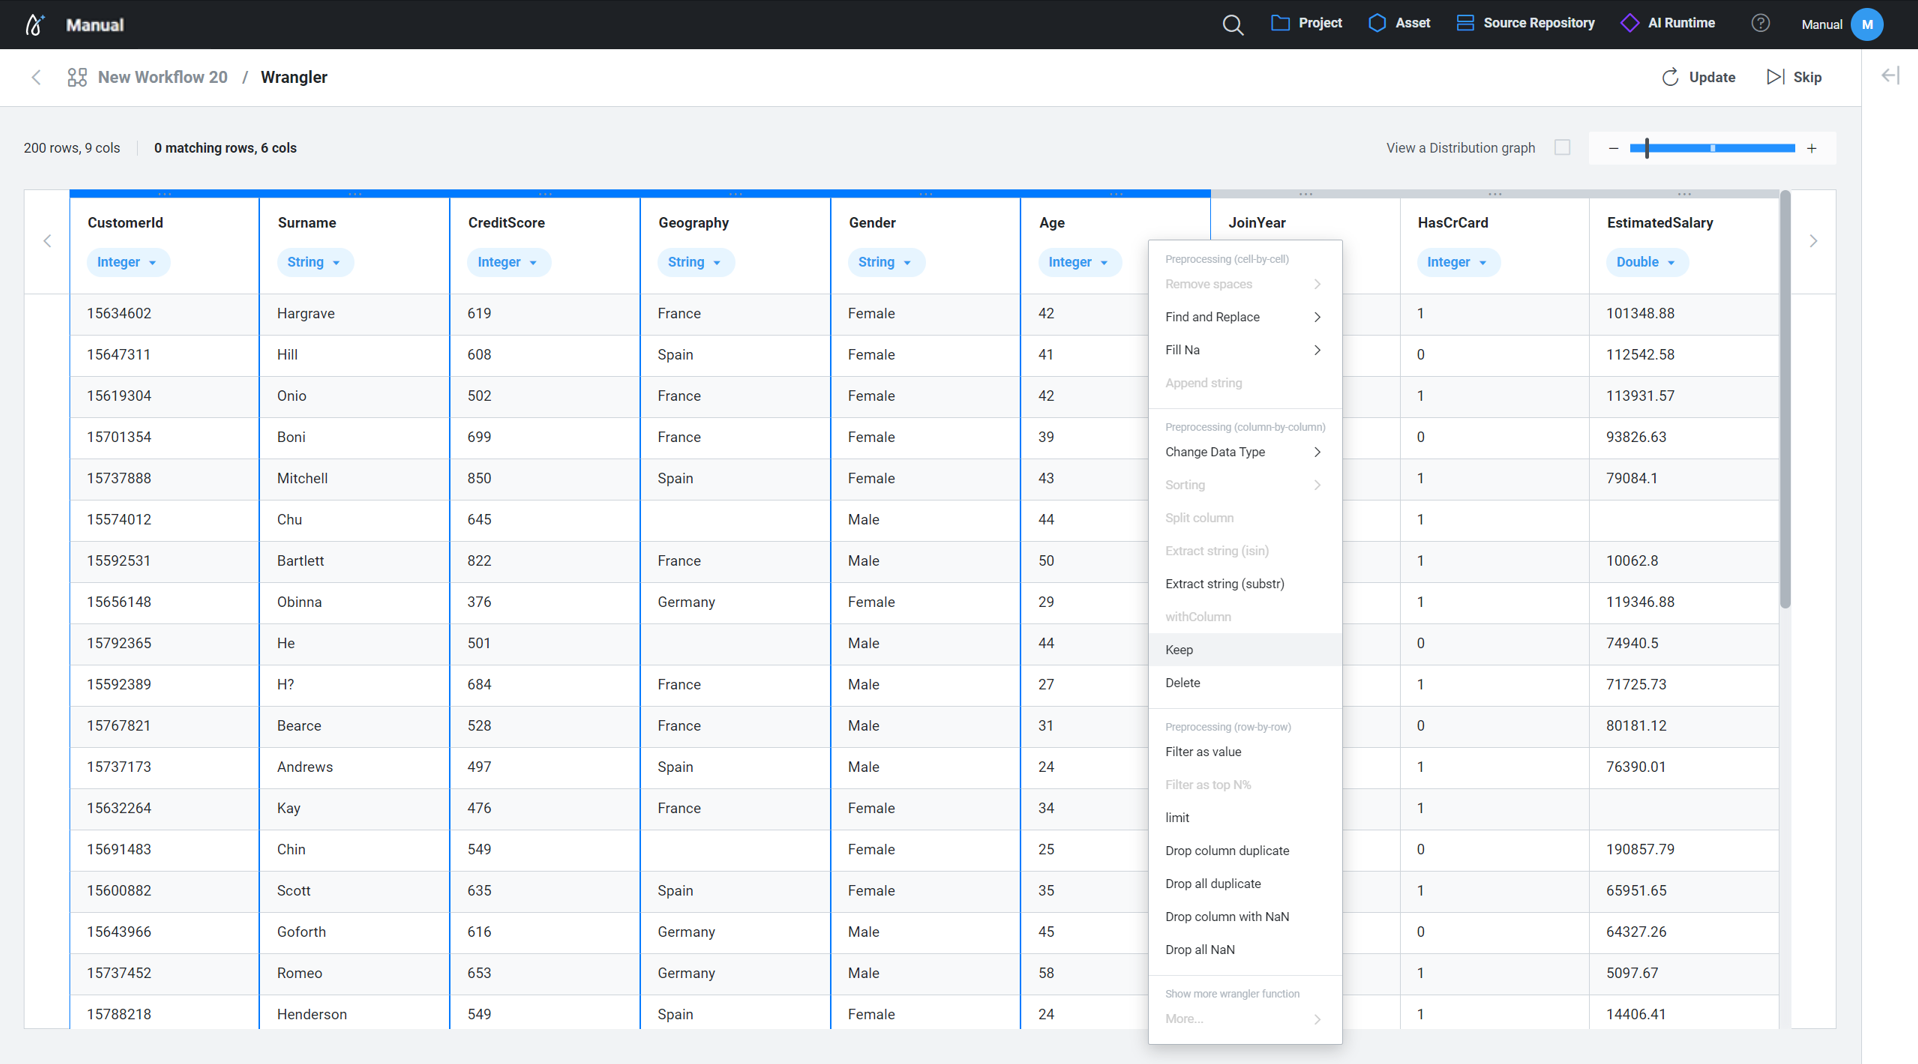 Manual
Project
Asset
Source Repository
AI Runtime
Manual
M
New Workflow 20 / Wrangler
Update
Skip
200 rows, 9 cols
0 matching rows, 6 cols
View a Distribution graph
CustomerId Surname CreditScore Geography Gender Age JoinYear HasCrCard EstimatedSalary
Integer String Integer String String Integer Integer Double
15634602 Hargrave 619 France Female 42 1 101348.88
15647311 Hill 608 Spain Female 41 0 112542.58
15619304 Onio 502 France Female 42 1 113931.57
15701354 Boni 699 France Female 39 0 93826.63
15737888 Mitchell 850 Spain Female 43 1 79084.1
15574012 Chu 645 Male 44 1
15592531 Bartlett 822 France Male 50 1 10062.8
15656148 Obinna 376 Germany Female 29 1 119346.88
15792365 He 501 Male 44 0 74940.5
15592389 H? 684 France Male 27 1 71725.73
15767821 Bearce 528 France Male 31 0 80181.12
15737173 Andrews 497 Spain Male 24 1 76390.01
15632264 Kay 476 France Female 34 1
15691483 Chin 549 Female 25 0 190857.79
15600882 Scott 635 Spain Female 35 1 65951.65
15643966 Goforth 616 Germany Male 45 0 64327.26
15737452 Romeo 653 Germany Male 58 1 5097.67
15788218 Henderson 549 Spain Female 24 1 14406.41
Preprocessing (cell-by-cell)
Remove spaces
Find and Replace
Fill Na
Append string
Preprocessing (column-by-column)
Change Data Type
Sorting
Split column
Extract string (isin)
Extract string (substr)
withColumn
Keep
Delete
Preprocessing (row-by-row)
Filter as value
Filter as top N%
limit
Drop column duplicate
Drop all duplicate
Drop column with NaN
Drop all NaN
Show more wrangler function
More...